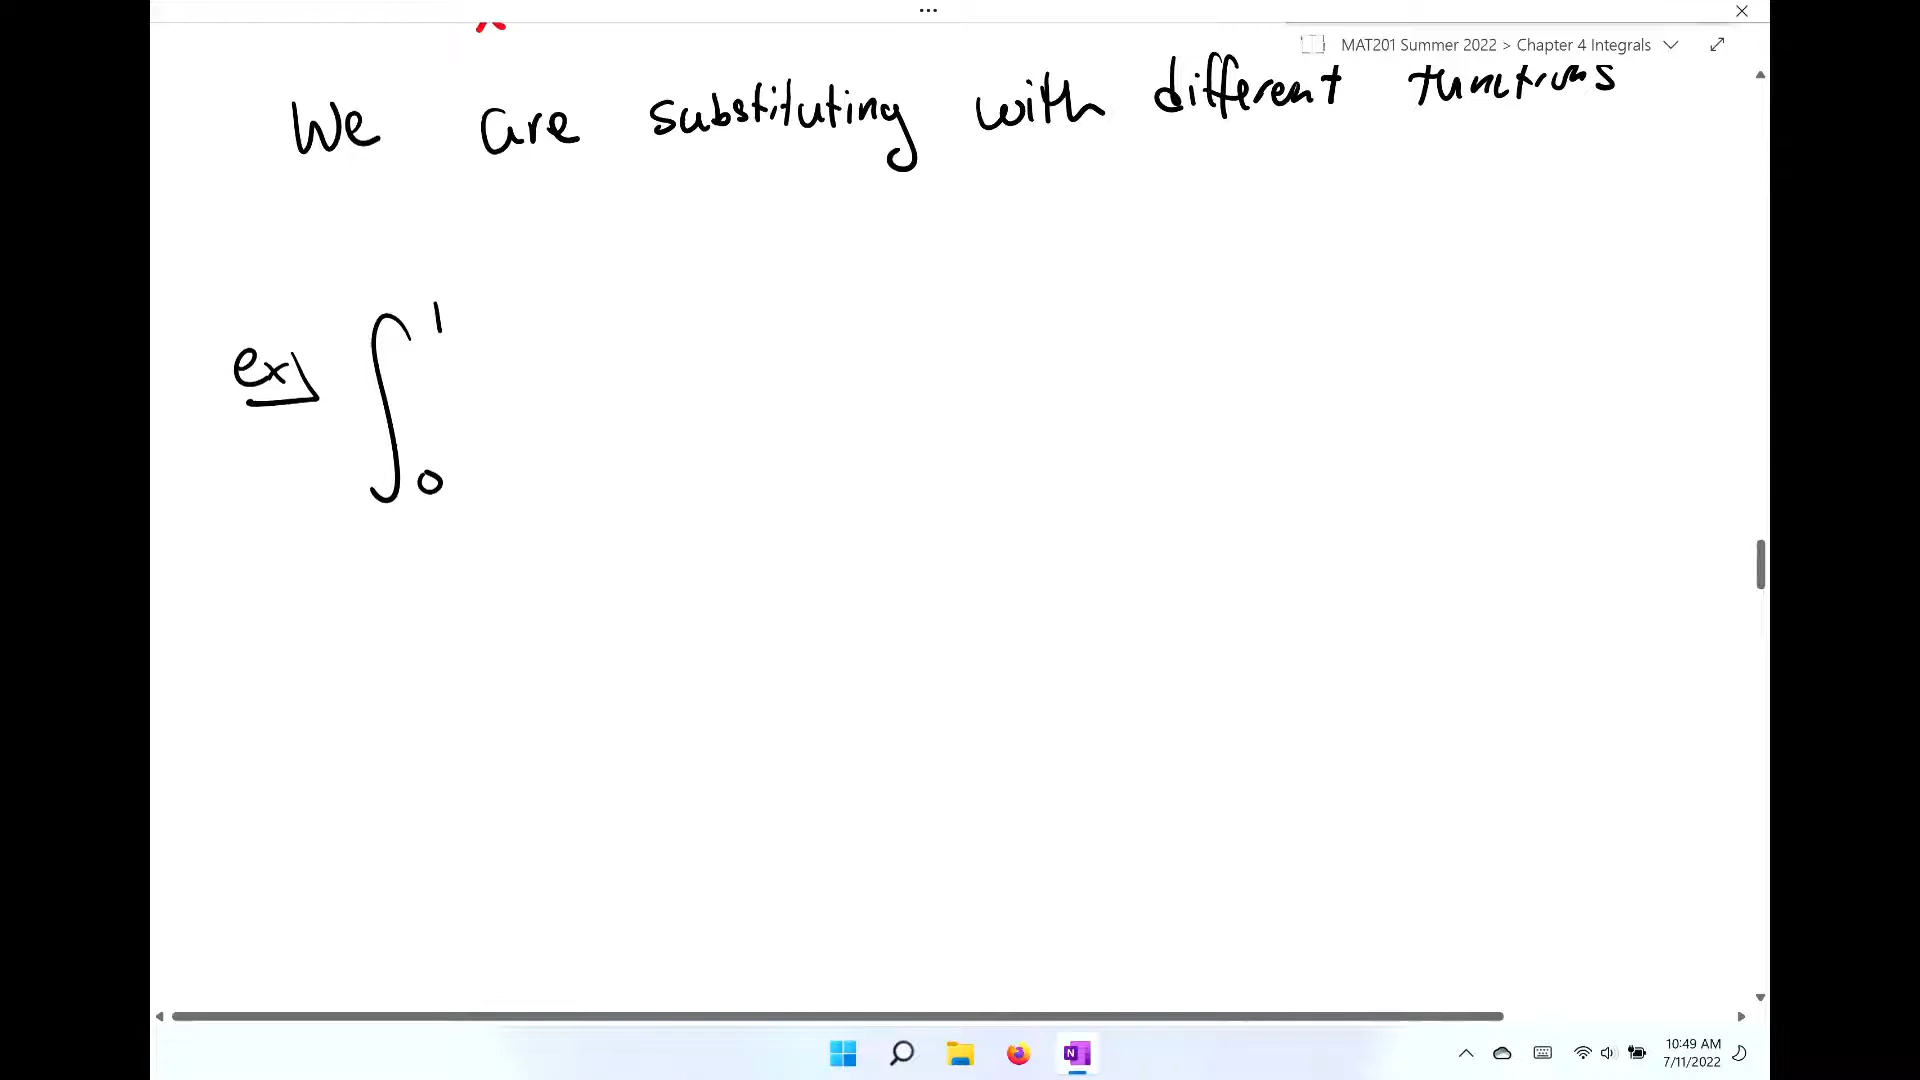 MAT201 Summer 2022 > Chapter 4 Integrals
We are substituting with different functions
ex) ∫₀¹
10:49 AM
7/11/2022